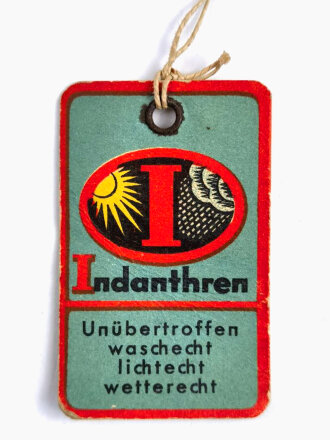 I
Indanthren
Unübertroffen
waschecht
lichtecht
wetterecht